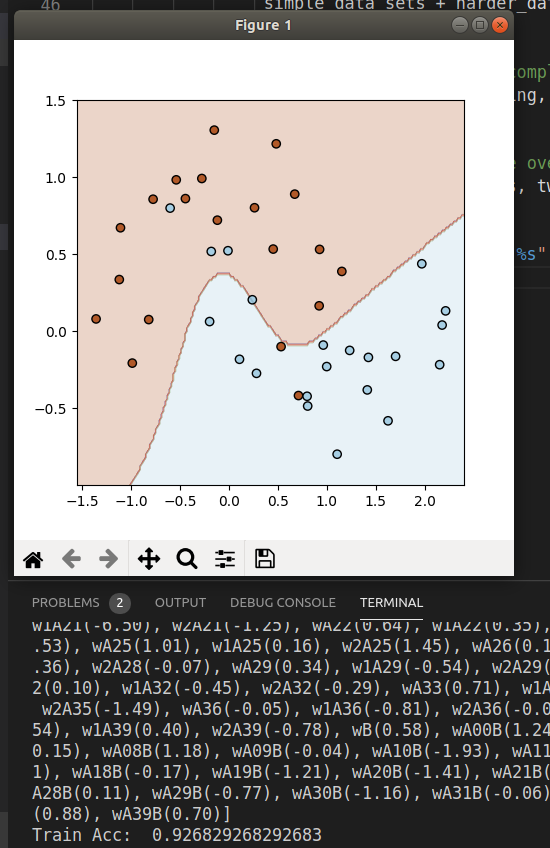 46
simple_data_sets + harder_da
Figure 1
compl
ing,
e ove
s, tw
%s"
1.5
1.0
0.5
0.0
−0.5
−1.5 −1.0 −0.5 0.0 0.5 1.0 1.5 2.0
PROBLEMS 2 OUTPUT DEBUG CONSOLE TERMINAL
w1A21(-6.50), w2A21(-1.25), wA22(0.64), w1A22(0.35),
.53), wA25(1.01), w1A25(0.16), w2A25(1.45), wA26(0.1
.36), w2A28(-0.07), wA29(0.34), w1A29(-0.54), w2A29(
2(0.10), w1A32(-0.45), w2A32(-0.29), wA33(0.71), w1A
w2A35(-1.49), wA36(-0.05), w1A36(-0.81), w2A36(-0.0
54), w1A39(0.40), w2A39(-0.78), wB(0.58), wA00B(1.24
0.15), wA08B(1.18), wA09B(-0.04), wA10B(-1.93), wA11
1), wA18B(-0.17), wA19B(-1.21), wA20B(-1.41), wA21B(
A28B(0.11), wA29B(-0.77), wA30B(-1.16), wA31B(-0.06)
(0.88), wA39B(0.70)]
Train Acc:  0.926829268292683